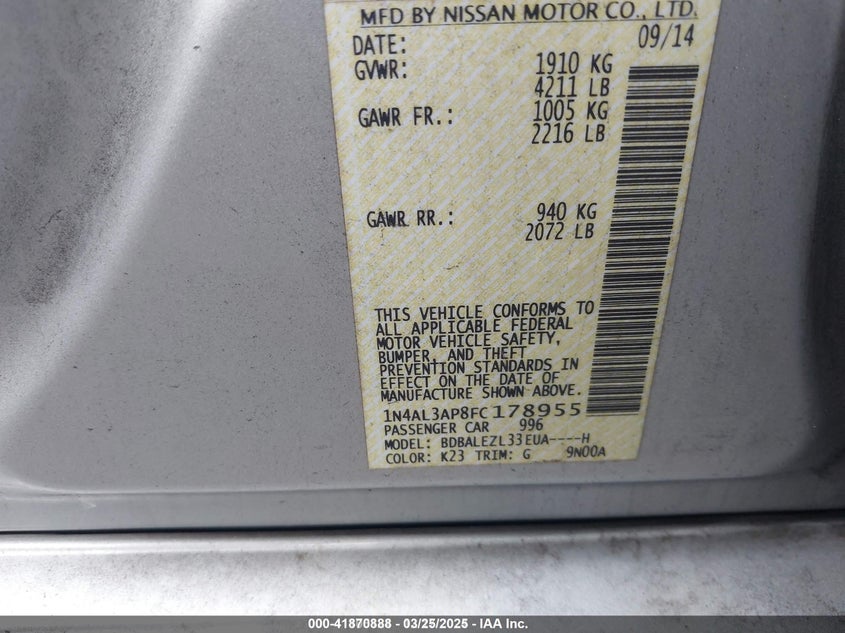 MFD BY NISSAN MOTOR CO., LTD.
DATE: 09/14
GVWR: 1910 KG
4211 LB
GAWR FR.: 1005 KG
2216 LB
GAWR RR.: 940 KG
2072 LB
THIS VEHICLE CONFORMS TO
ALL APPLICABLE FEDERAL
MOTOR VEHICLE SAFETY,
BUMPER, AND THEFT
PREVENTION STANDARDS IN
EFFECT ON THE DATE OF
MANUFACTURE SHOWN ABOVE.
1N4AL3AP8FC178955
PASSENGER CAR 996
MODEL: BDBALEZL33EUA----H
COLOR: K23 TRIM: G 9N00A
000-41870888 - 03/25/2025 - IAA Inc.